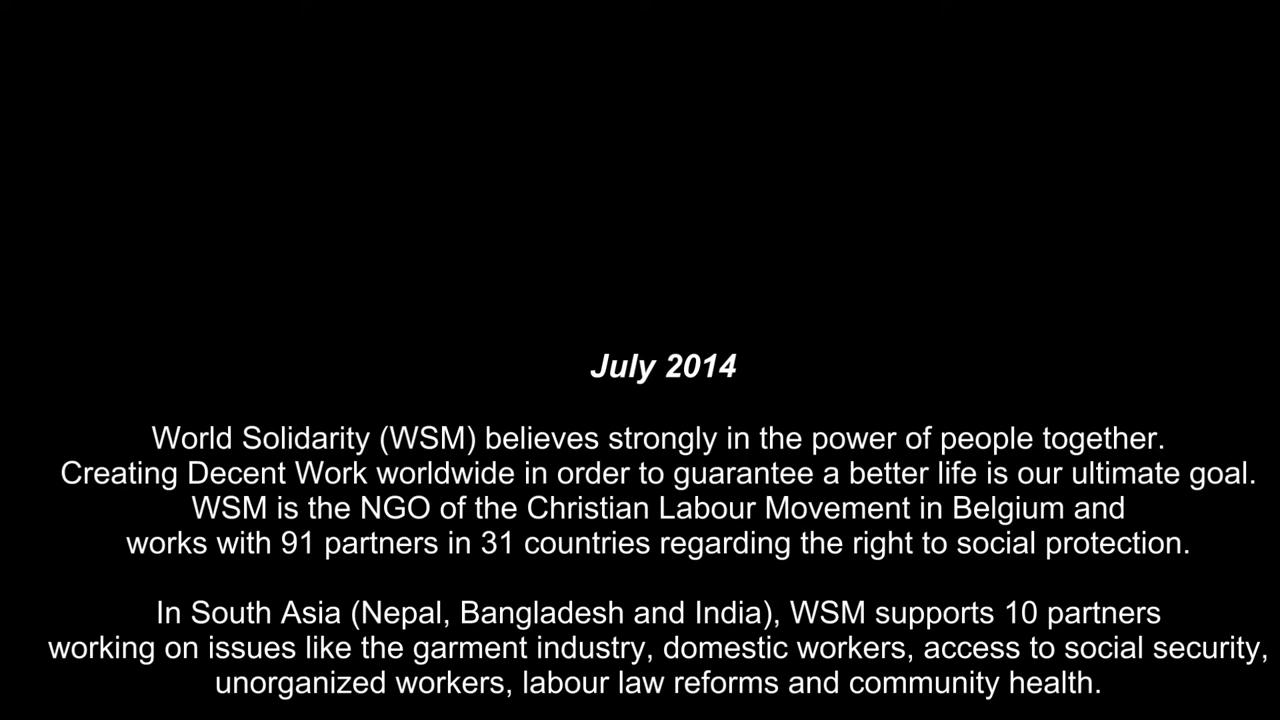 July 2014
World Solidarity (WSM) believes strongly in the power of people together.
Creating Decent Work worldwide in order to guarantee a better life is our ultimate goal.
WSM is the NGO of the Christian Labour Movement in Belgium and
works with 91 partners in 31 countries regarding the right to social protection.
In South Asia (Nepal, Bangladesh and India), WSM supports 10 partners
working on issues like the garment industry, domestic workers, access to social security,
unorganized workers, labour law reforms and community health.